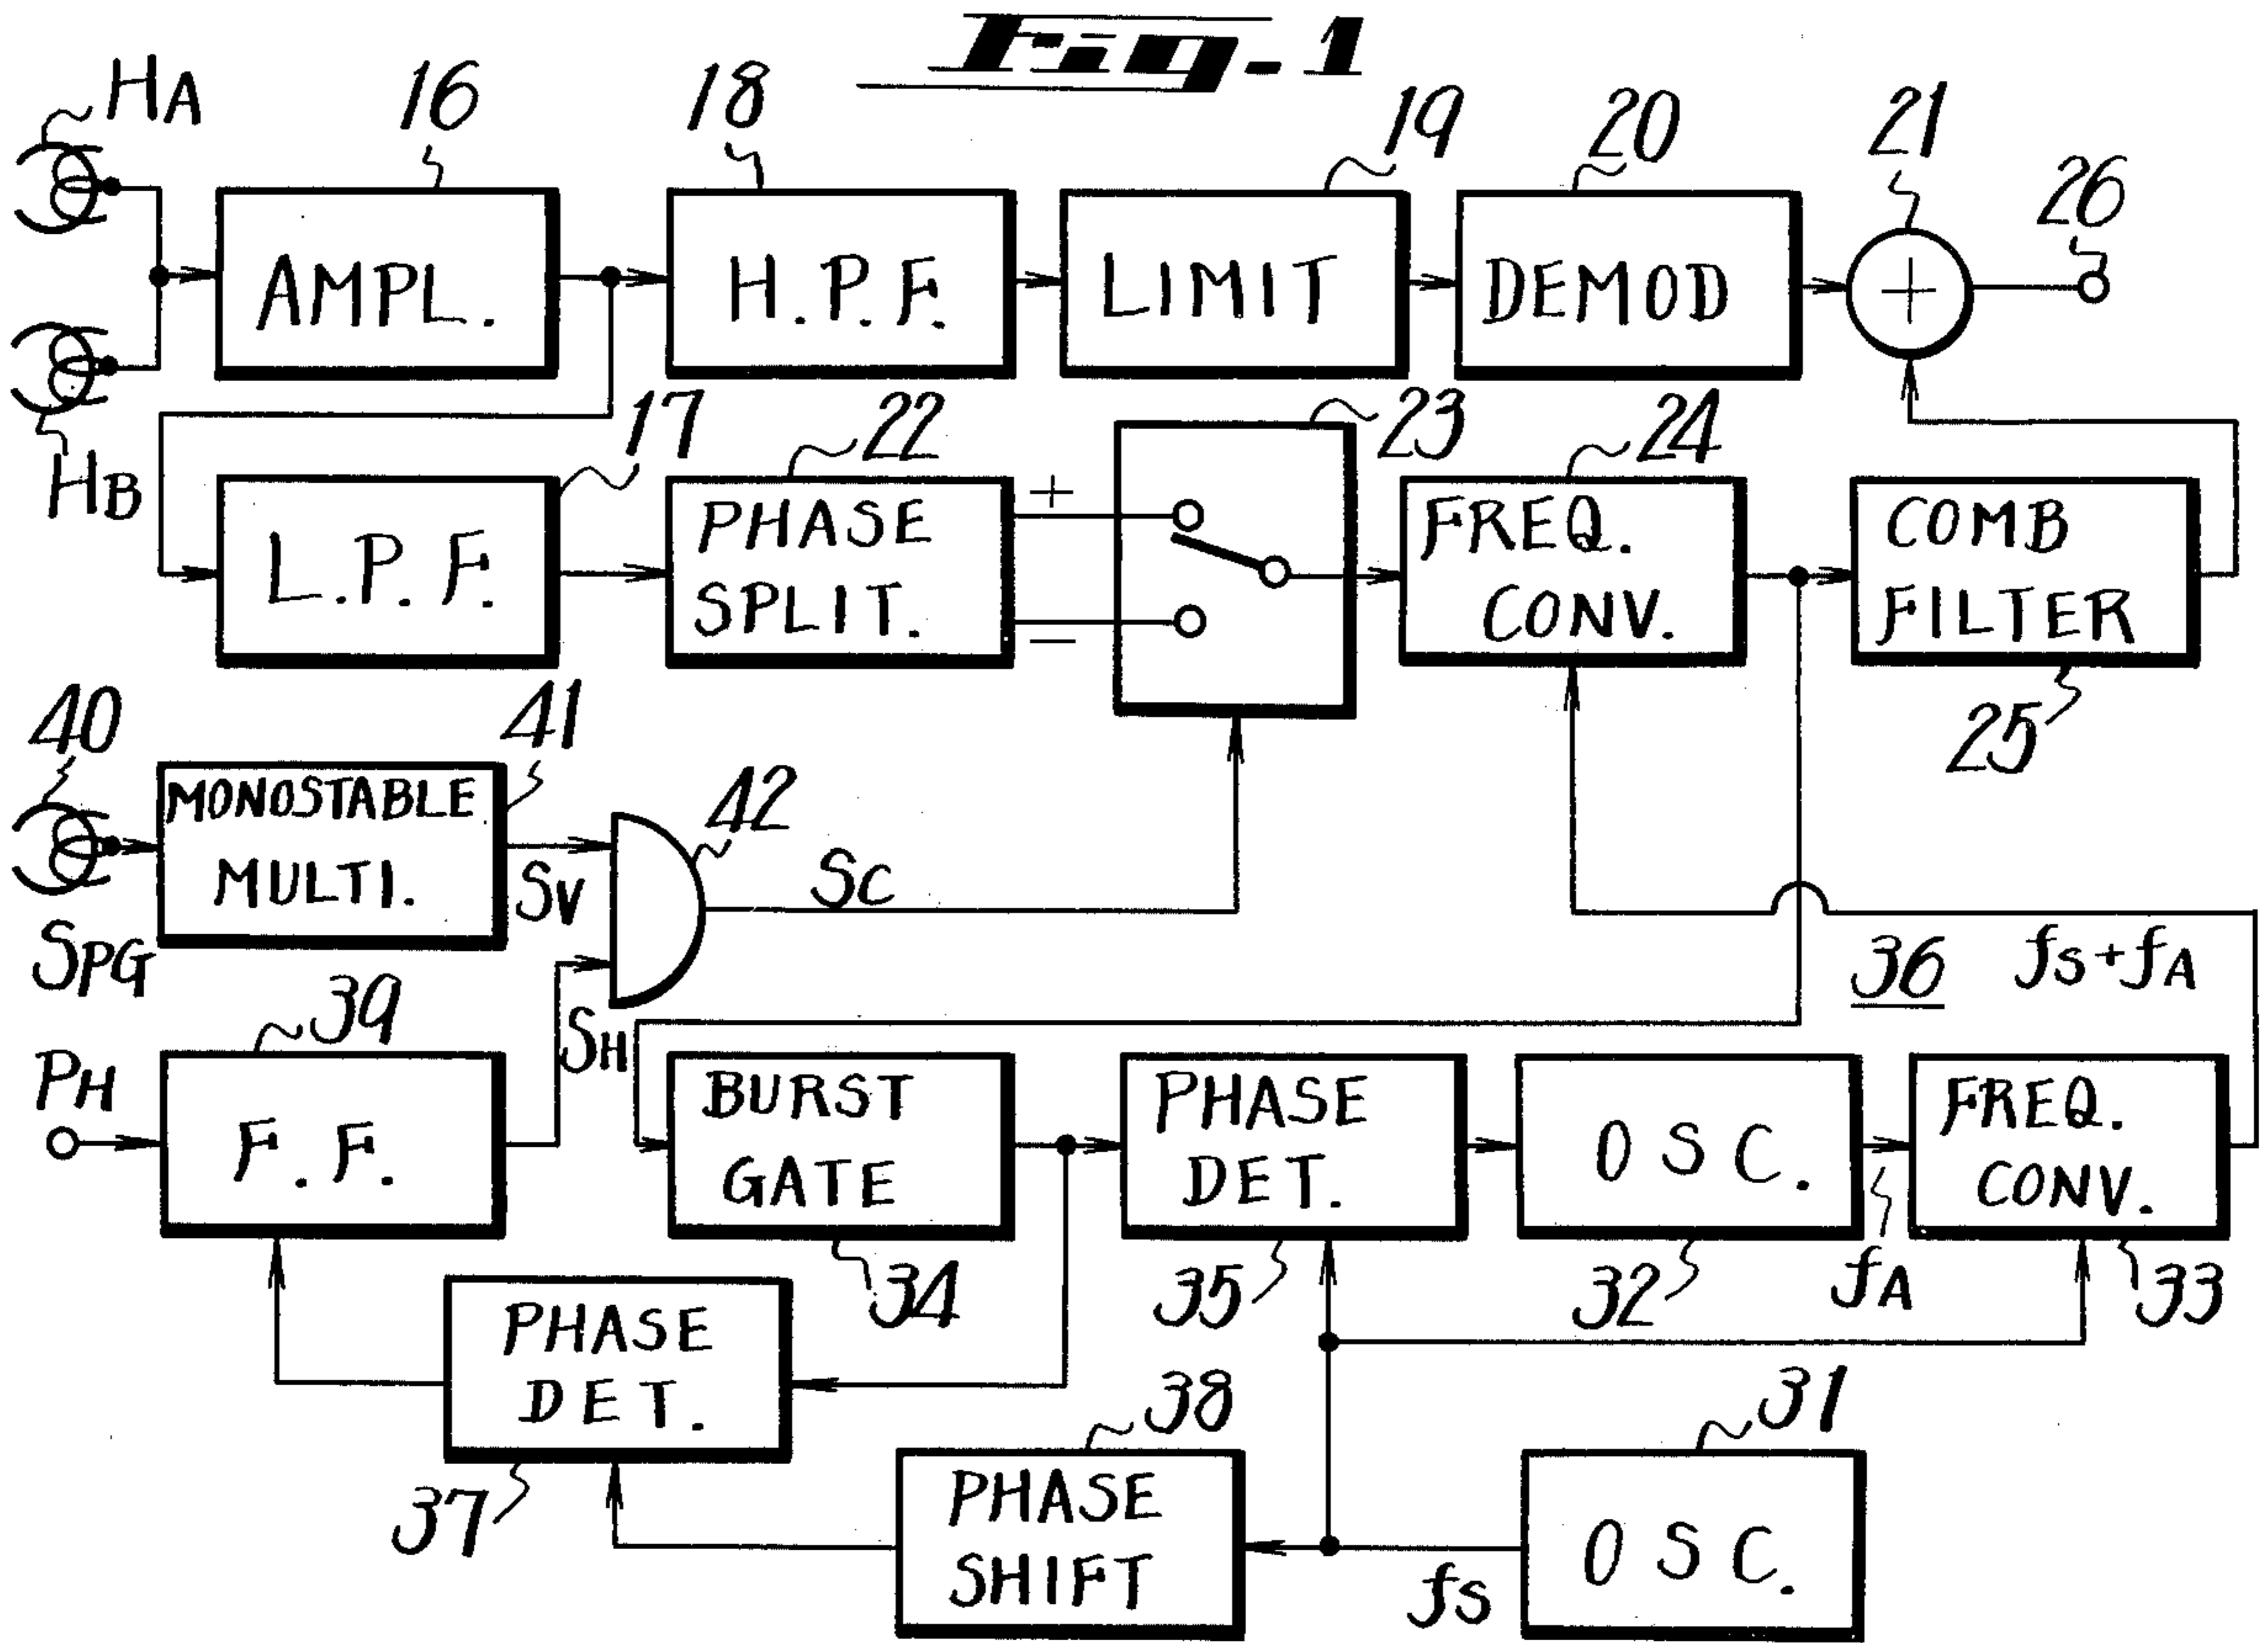 Fig.-1
HA
16
18
19
20
21
26
AMPL.
H.P.F.
LIMIT
DEMOD
+
HB
17
22
23
24
L.P.F.
PHASE
SPLIT.
+
−
FREQ.
CONV.
COMB
FILTER
25
40
41
42
MONOSTABLE
MULTI.
SV
SC
SPG
36
fS+fA
39
SH
PH
F.F.
BURST
GATE
PHASE
DET.
OSC.
FREQ.
CONV.
34
35
32
fA
33
PHASE
DET.
37
38
31
PHASE
SHIFT
fS
OSC.